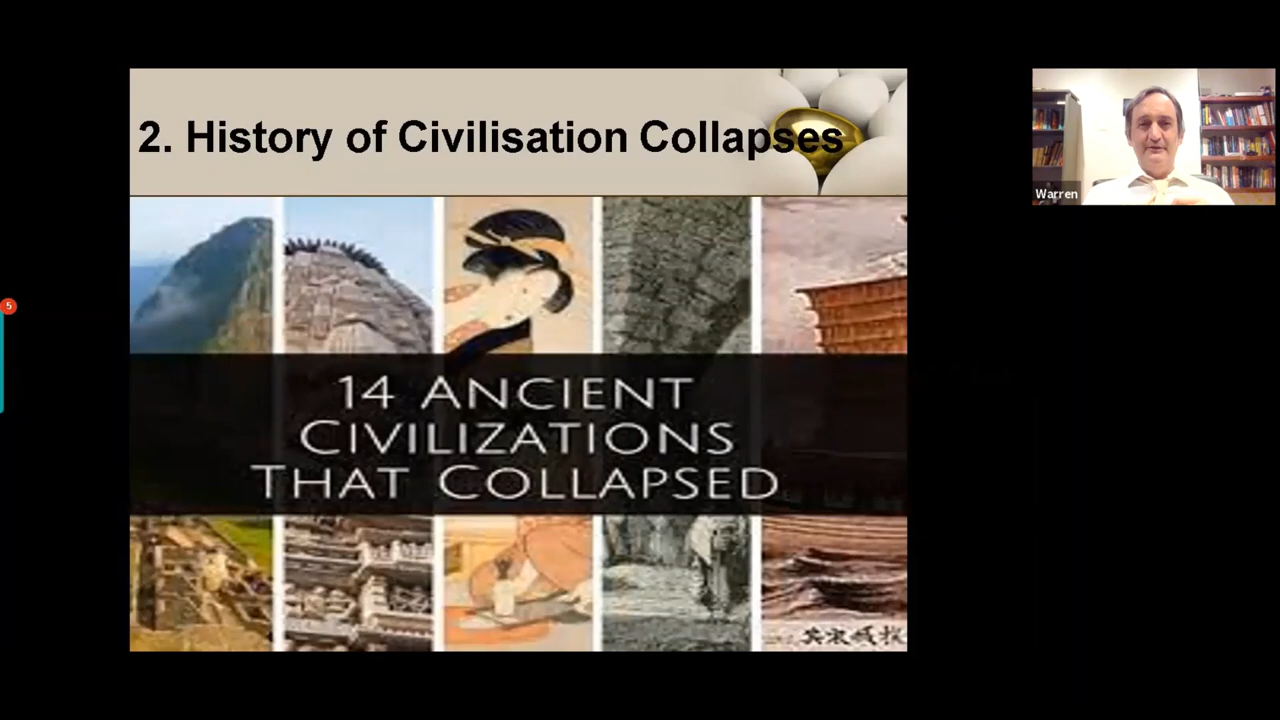 2. History of Civilisation Collapses
14 ANCIENT
CIVILIZATIONS
THAT COLLAPSED
Warren
5